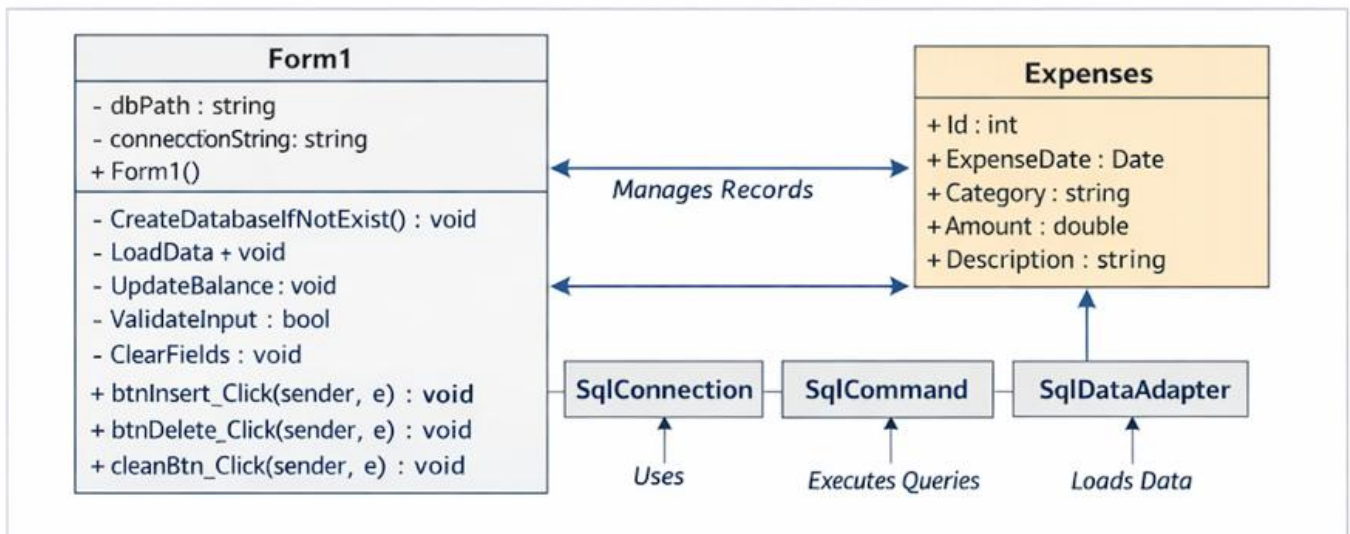 Form1
- dbPath : string
- connecctionString: string
+ Form1()
- CreateDatabaseIfNotExist() : void
- LoadData + void
- UpdateBalance : void
- ValidateInput : bool
- ClearFields : void
+ btnInsert_Click(sender, e) : void
+ btnDelete_Click(sender, e) : void
+ cleanBtn_Click(sender, e) : void
Manages Records
Expenses
+ Id : int
+ ExpenseDate : Date
+ Category : string
+ Amount : double
+ Description : string
SqlConnection
SqlCommand
SqlDataAdapter
Uses
Executes Queries
Loads Data